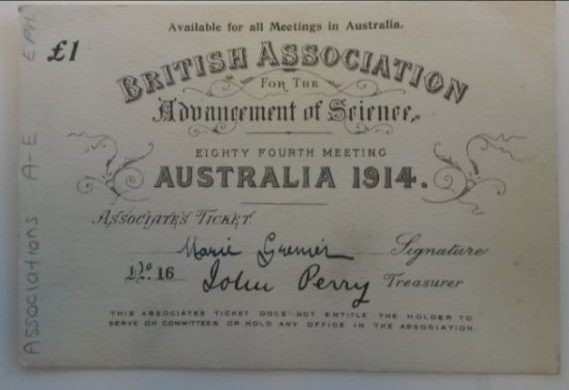 Available for all Meetings in Australia.
£1
BRITISH ASSOCIATION
FOR THE
Advancement of Science,
EIGHTY FOURTH MEETING
AUSTRALIA 1914.
ASSOCIATE'S TICKET
Marie Signature
No 16 John Perry Treasurer
THIS ASSOCIATES TICKET DOES NOT ENTITLE THE HOLDER TO
SERVE ON COMMITTEES OR HOLD ANY OFFICE IN THE ASSOCIATION.
Associations A-E EPM